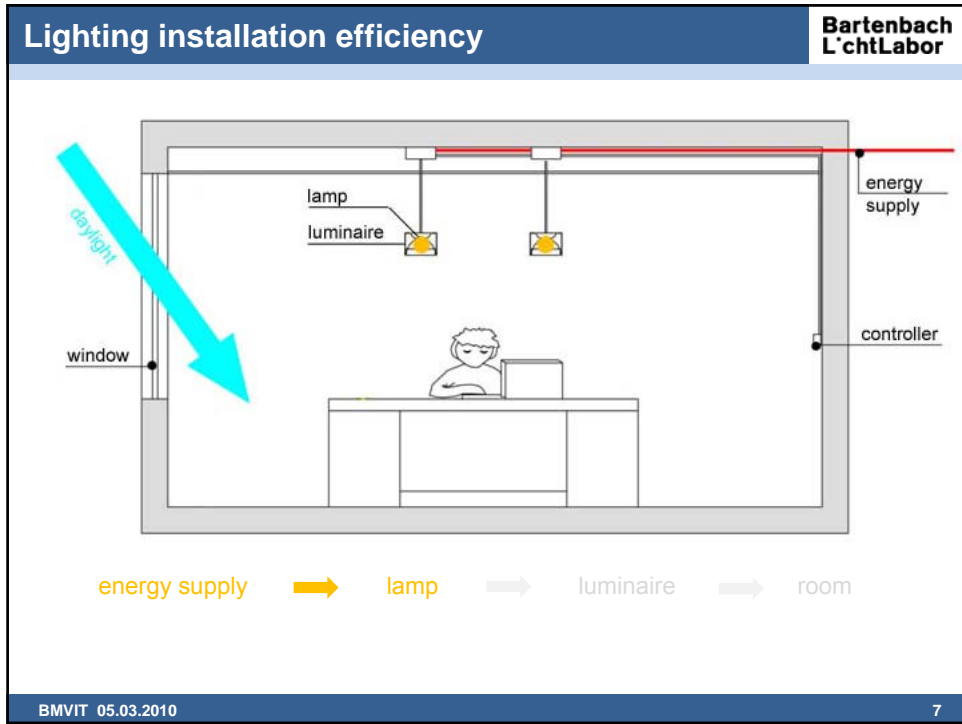 Lighting installation efficiency
Bartenbach
L'chtLabor
daylight
lamp
luminaire
energy
supply
window
controller
energy supply lamp luminaire room
BMVIT 05.03.2010 7